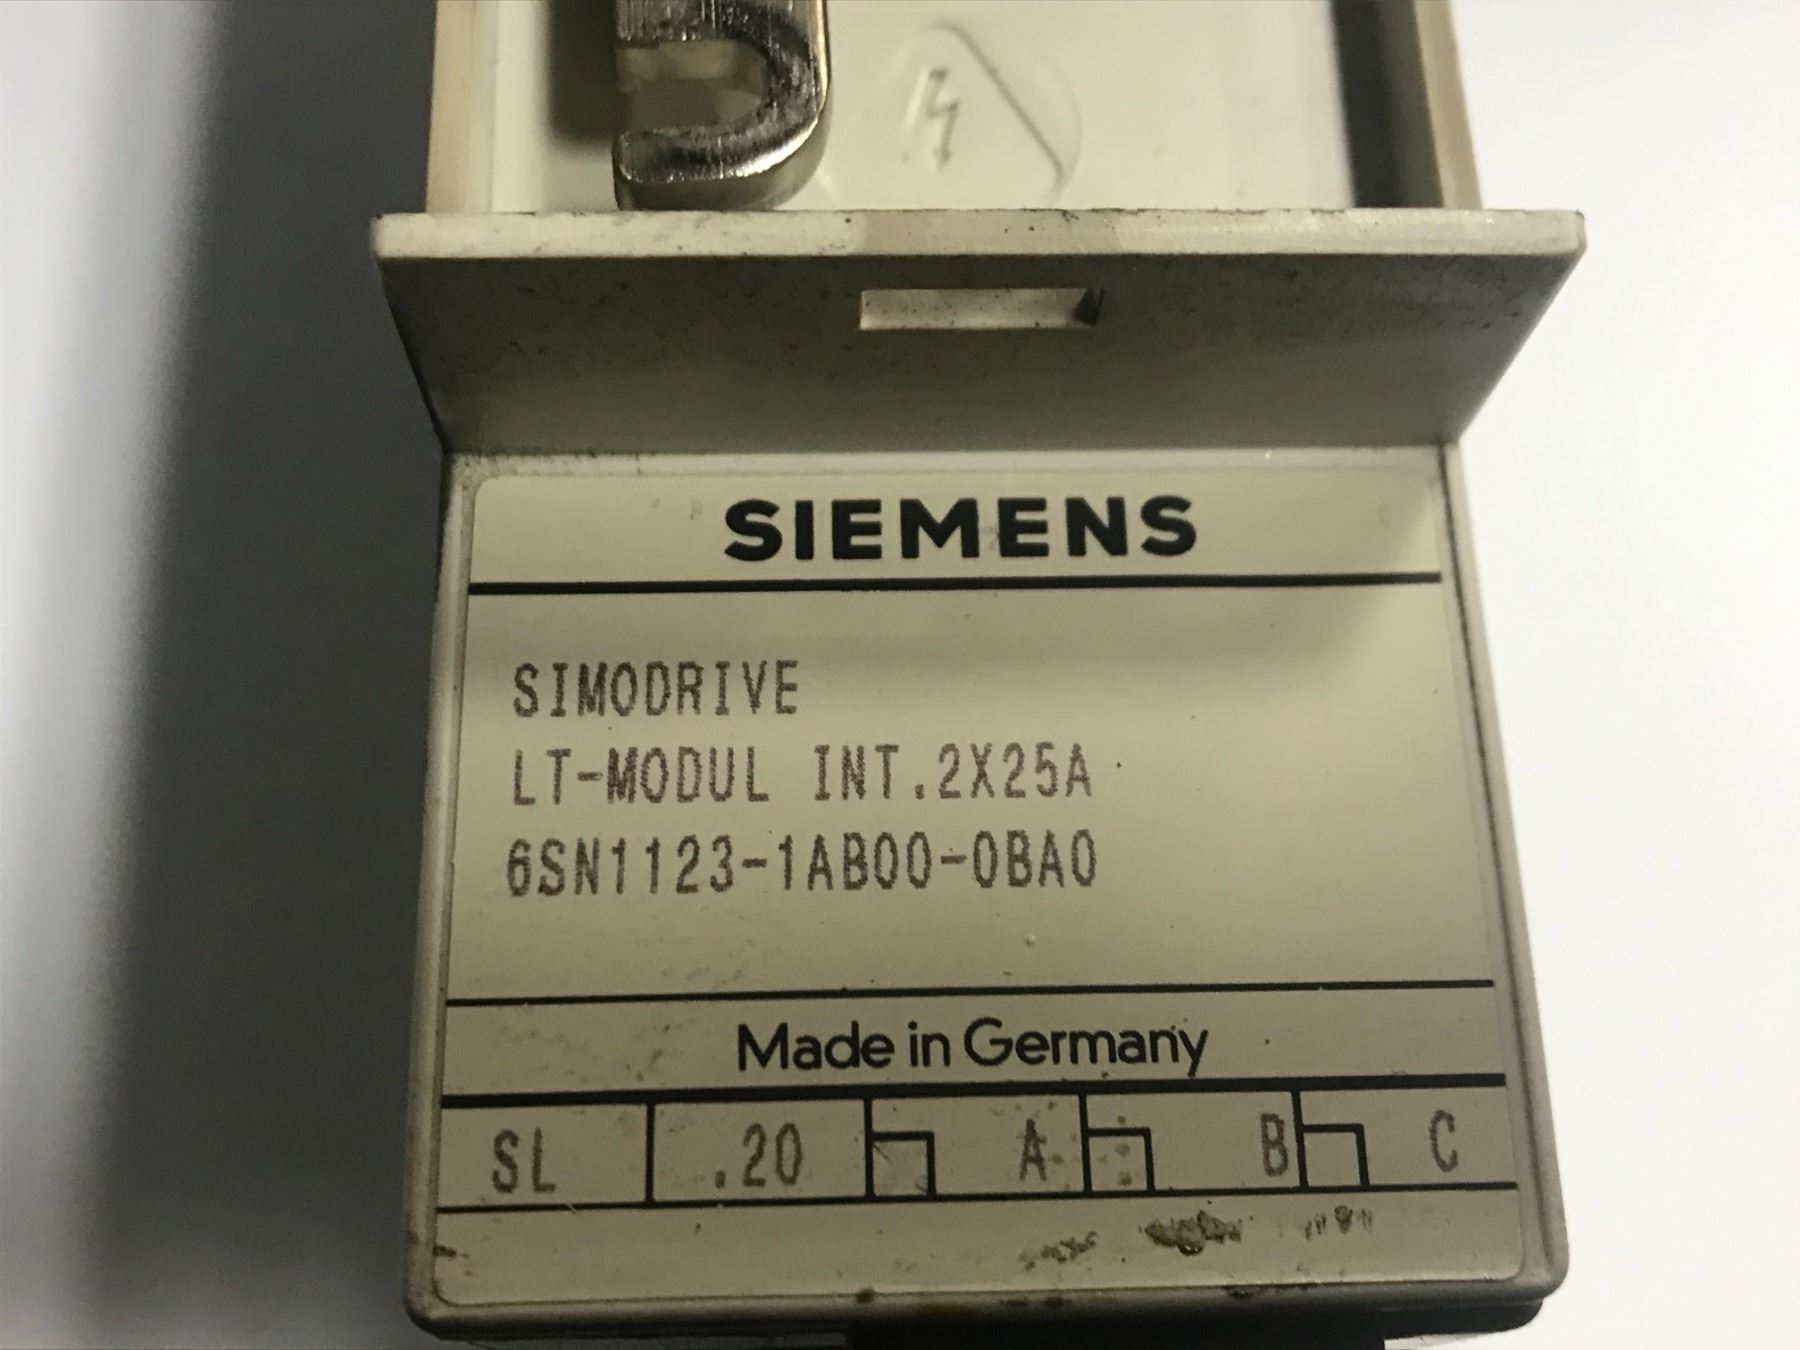 SIEMENS
SIMODRIVE
LT-MODUL INT.2X25A
6SN1123-1AB00-0BA0
Made in Germany
SL .20 A B C